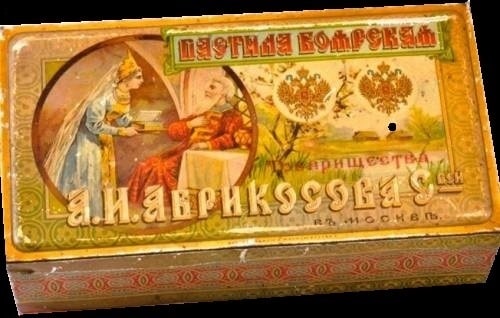 ПАСТИЛА БОЯРСКАЯ
Товарищества
А.И. АБРИКОСОВА С-вей
въ Москвѣ.